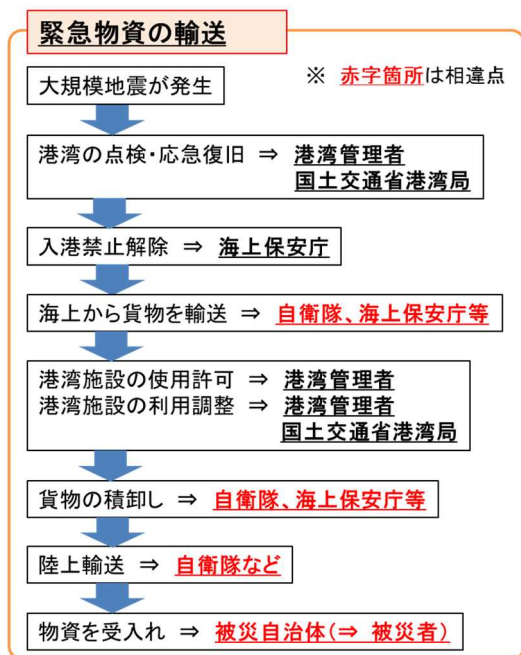 緊急物資の輸送
大規模地震が発生
※ 赤字箇所は相違点
港湾の点検・応急復旧 ⇒ 港湾管理者
国土交通省港湾局
入港禁止解除 ⇒ 海上保安庁
海上から貨物を輸送 ⇒ 自衛隊、海上保安庁等
港湾施設の使用許可 ⇒ 港湾管理者
港湾施設の利用調整 ⇒ 港湾管理者
国土交通省港湾局
貨物の積卸し ⇒ 自衛隊、海上保安庁等
陸上輸送 ⇒ 自衛隊など
物資を受入れ ⇒ 被災自治体(⇒ 被災者)